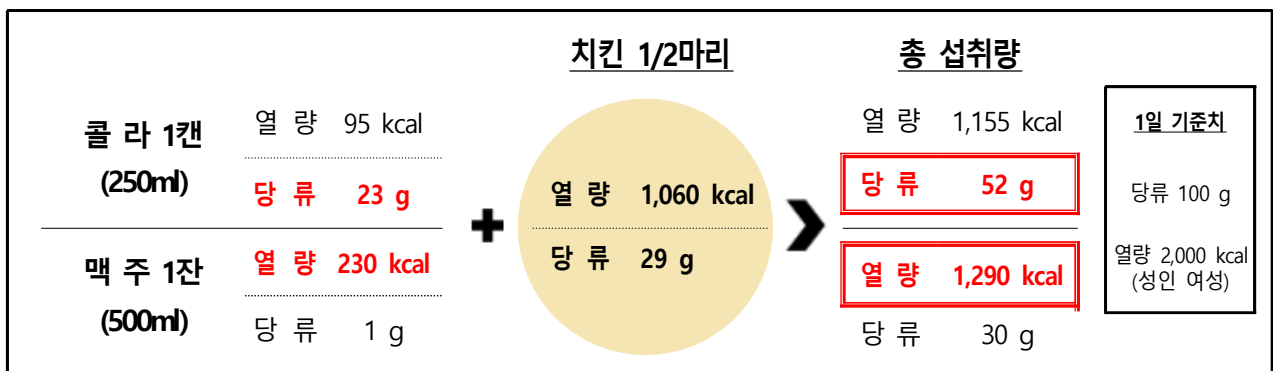 치킨 1/2마리
총 섭취량
콜 라 1캔
(250ml)
열 량 95 kcal
당 류 23 g
맥 주 1잔
(500ml)
열 량 230 kcal
당 류 1 g
열 량 1,060 kcal
당 류 29 g
열 량 1,155 kcal
당 류 52 g
열 량 1,290 kcal
당 류 30 g
1일 기준치
당류 100 g
열량 2,000 kcal
(성인 여성)